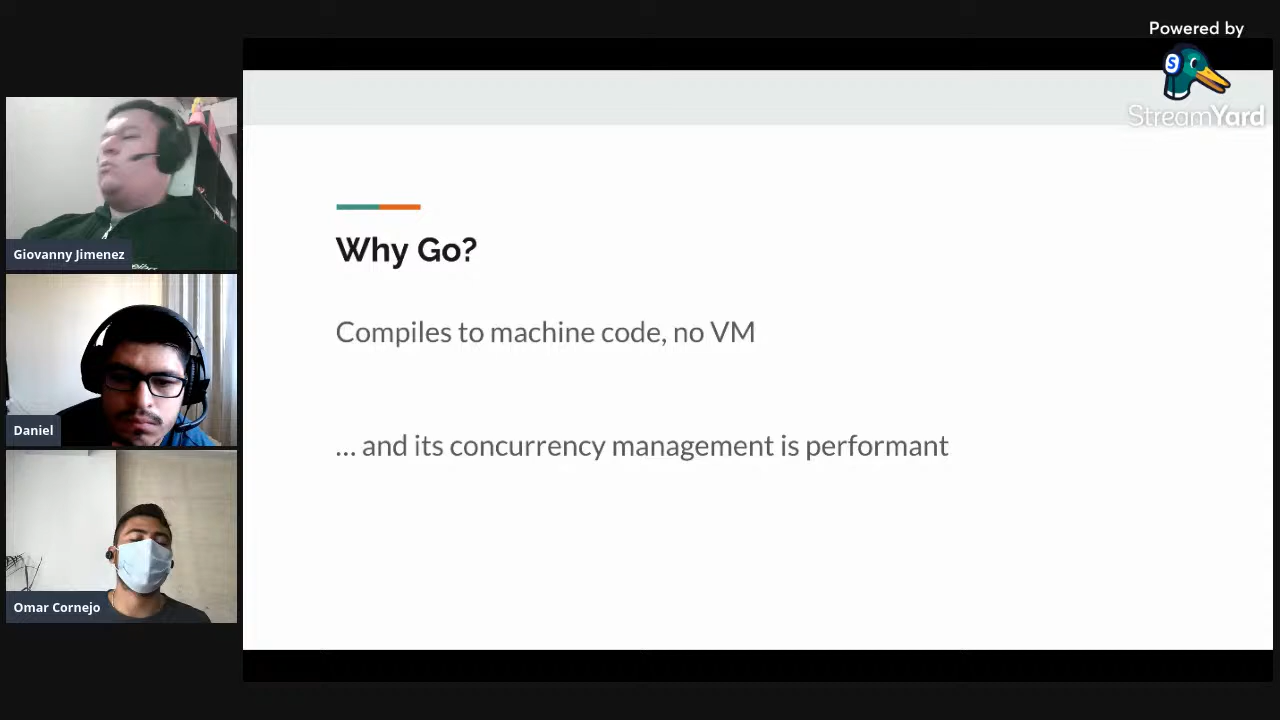 Powered by
S
StreamYard
Giovanny Jimenez
Why Go?
Compiles to machine code, no VM
Daniel
... and its concurrency management is performant
Omar Cornejo